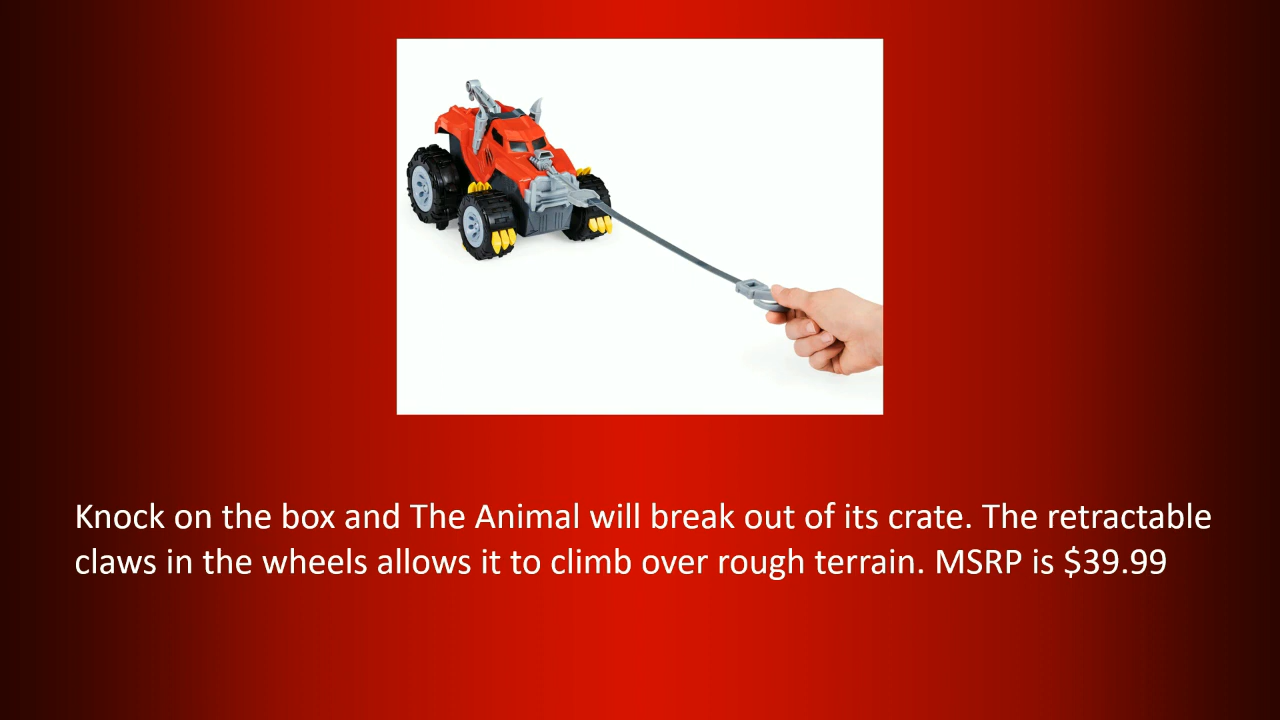 Knock on the box and The Animal will break out of its crate. The retractable
claws in the wheels allows it to climb over rough terrain. MSRP is $39.99